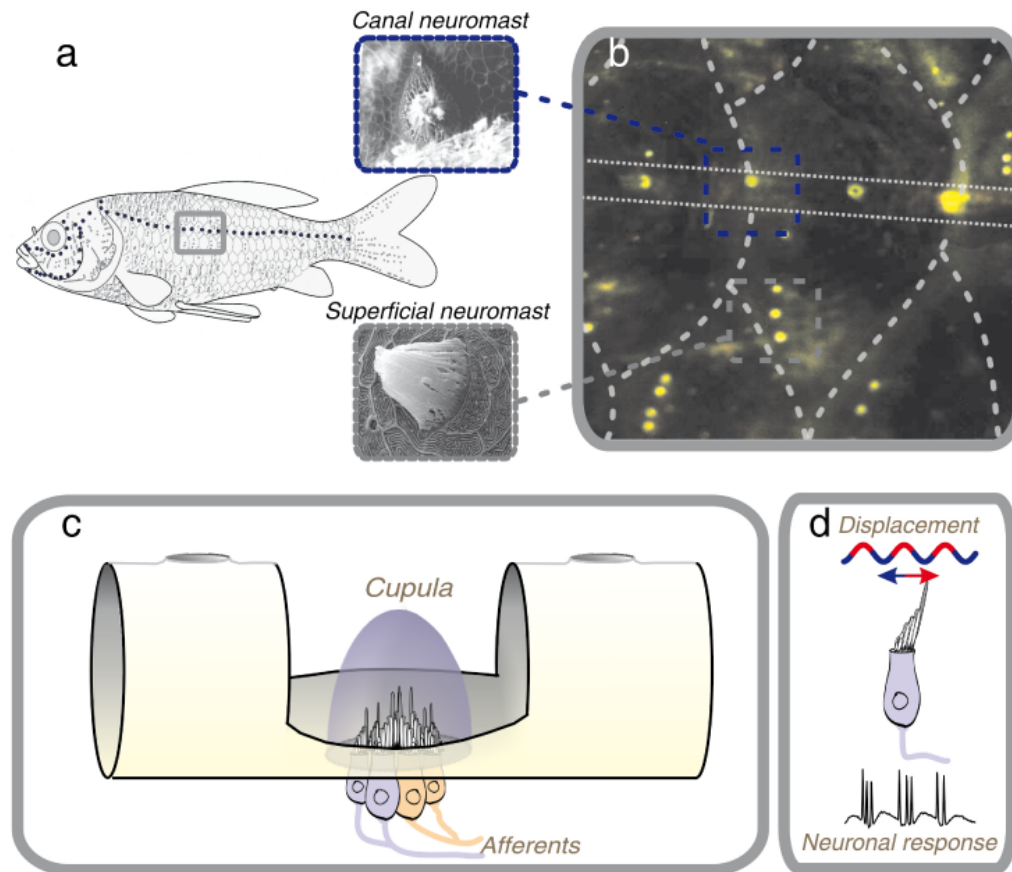 Canal neuromast
a
b
Superficial neuromast
c
Cupula
Afferents
d
Displacement
Neuronal response